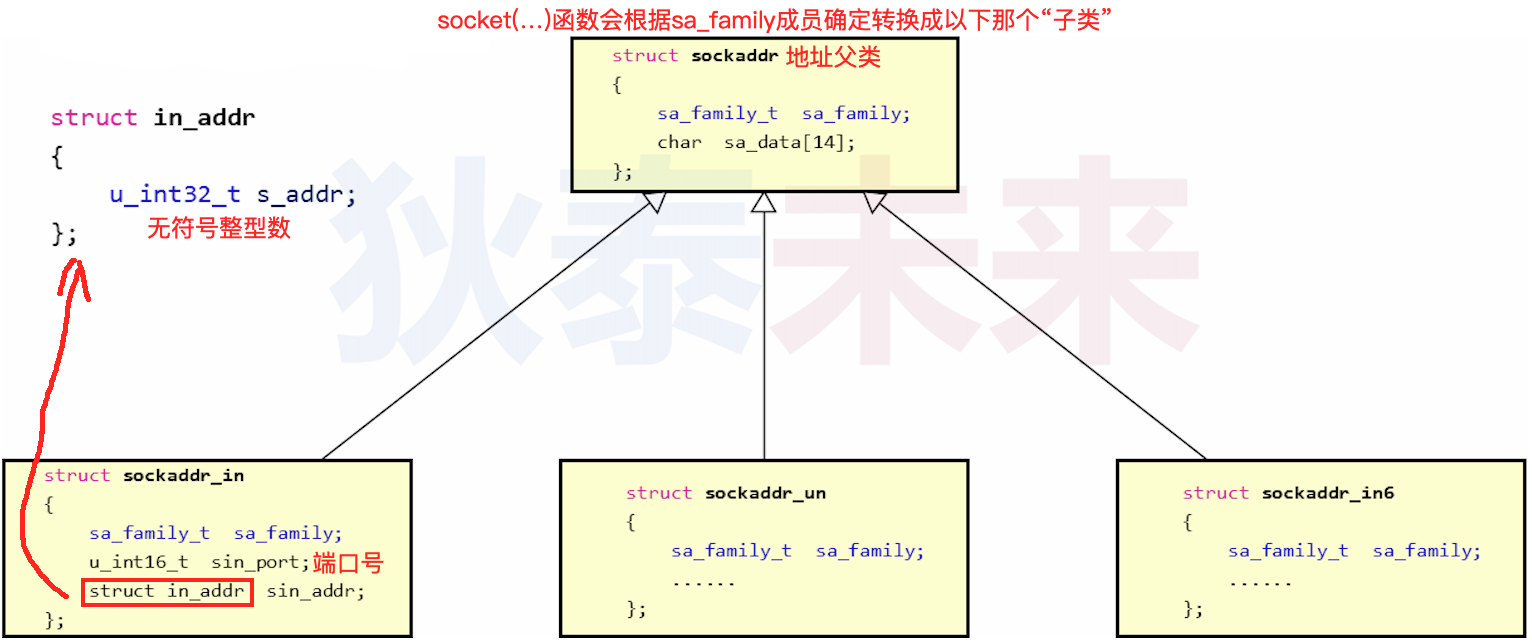 socket(...)函数会根据sa_family成员确定转换成以下那个“子类”
struct sockaddr 地址父类
{
sa_family_t sa_family;
char sa_data[14];
};
struct in_addr
{
u_int32_t s_addr;
无符号整型数
};
狄泰未来
struct sockaddr_in
{
sa_family_t sa_family;
u_int16_t sin_port;端口号
struct in_addr sin_addr;
};
struct sockaddr_un
{
sa_family_t sa_family;
......
};
struct sockaddr_in6
{
sa_family_t sa_family;
......
};